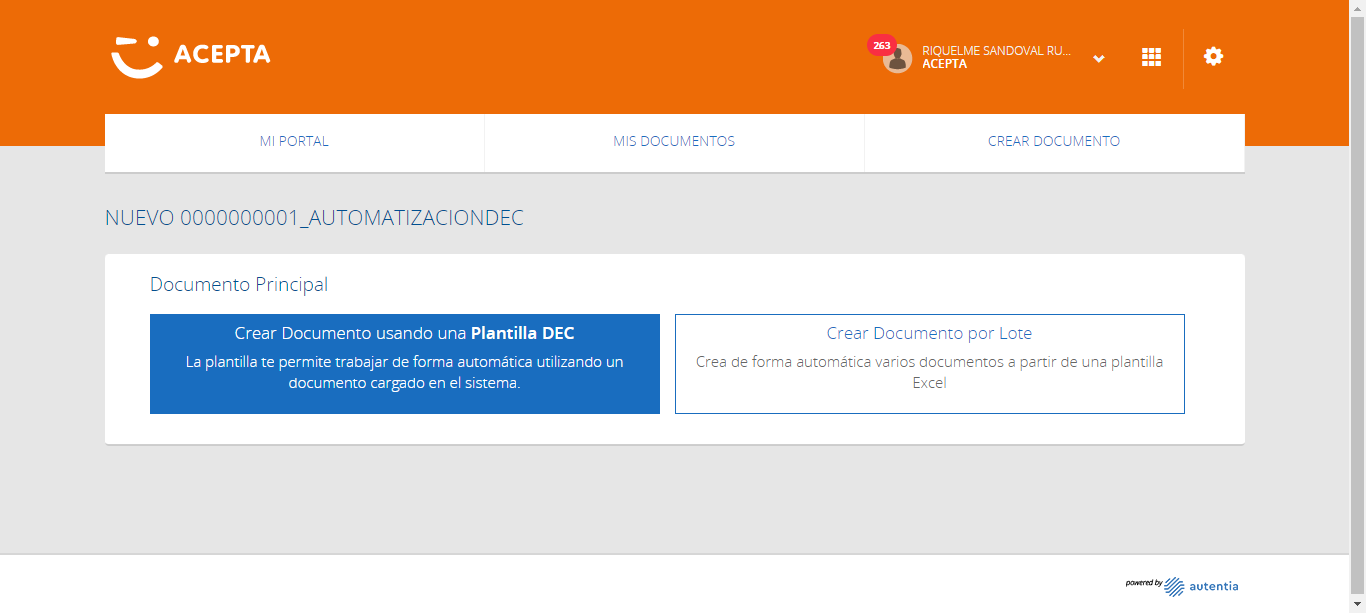 ACEPTA
263
RIQUELME SANDOVAL RU...
ACEPTA
MI PORTAL
MIS DOCUMENTOS
CREAR DOCUMENTO
NUEVO 0000000001_AUTOMATIZACIONDEC
Documento Principal
Crear Documento usando una Plantilla DEC
La plantilla te permite trabajar de forma automática utilizando un
documento cargado en el sistema.
Crear Documento por Lote
Crea de forma automática varios documentos a partir de una plantilla
Excel
powered by autentia